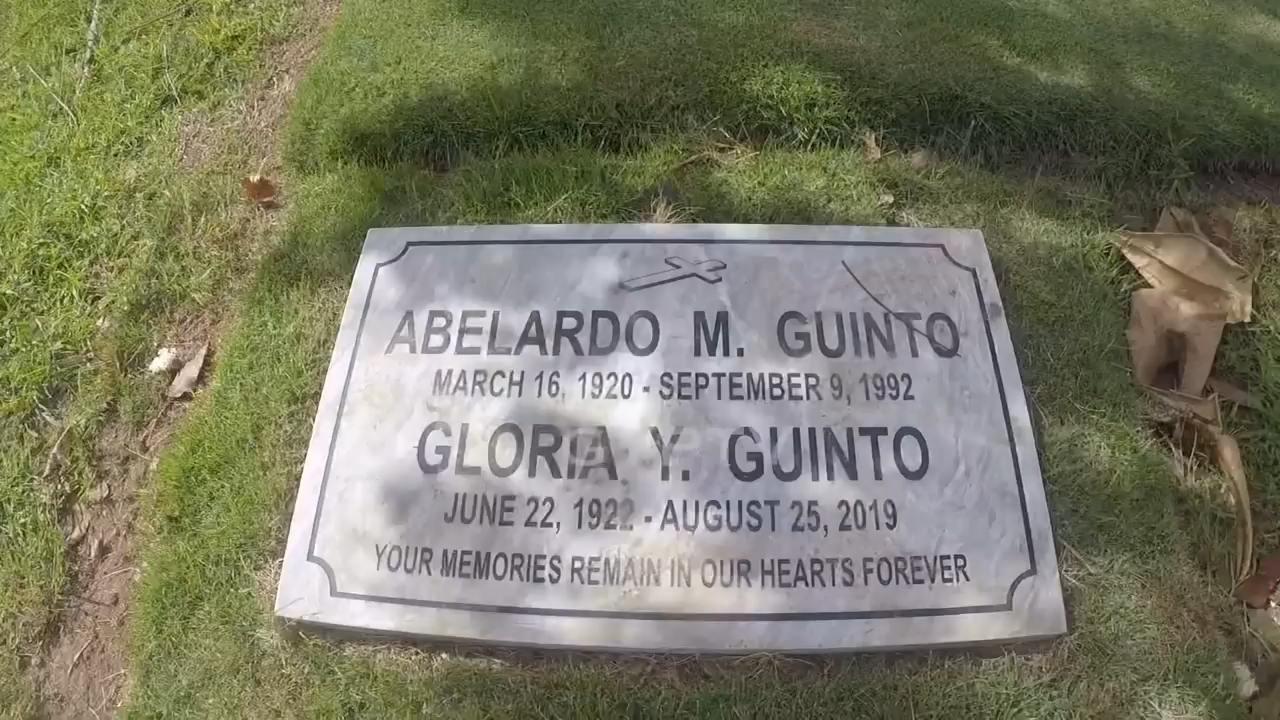 ABELARDO M. GUINTO
MARCH 16, 1920 - SEPTEMBER 9, 1992
GLORIA Y. GUINTO
JUNE 22, 1922 - AUGUST 25, 2019
YOUR MEMORIES REMAIN IN OUR HEARTS FOREVER